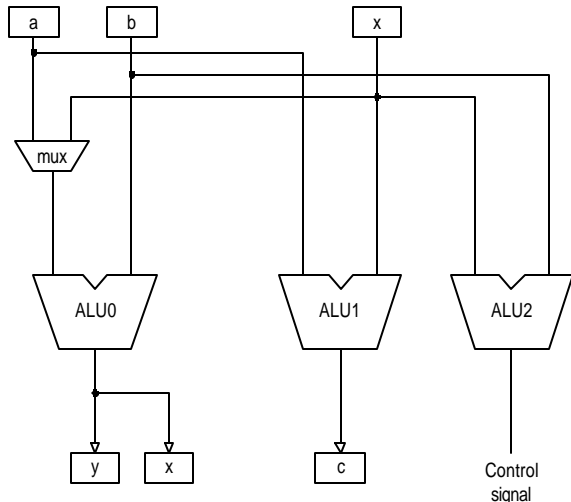 a
b
x
mux
ALU0
ALU1
ALU2
y
x
c
Control
signal